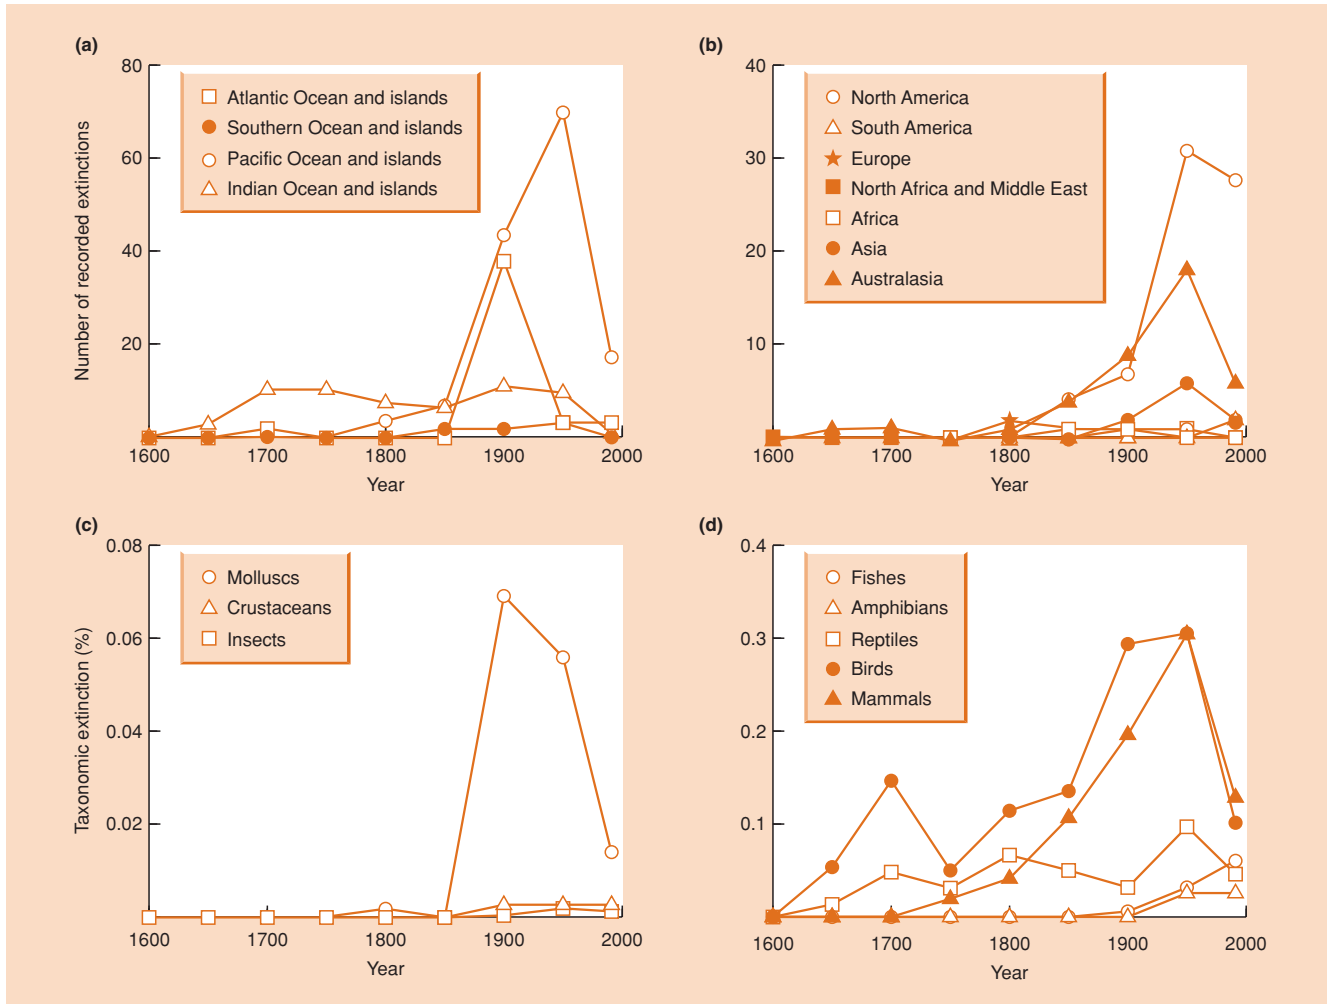 (a)
80
60
40
20
Number of recorded extinctions
Atlantic Ocean and islands
Southern Ocean and islands
Pacific Ocean and islands
Indian Ocean and islands
1600 1700 1800 1900 2000
Year
(b)
40
30
20
10
North America
South America
Europe
North Africa and Middle East
Africa
Asia
Australasia
1600 1700 1800 1900 2000
Year
(c)
0.08
0.06
0.04
0.02
Taxonomic extinction (%)
Molluscs
Crustaceans
Insects
1600 1700 1800 1900 2000
Year
(d)
0.4
0.3
0.2
0.1
Fishes
Amphibians
Reptiles
Birds
Mammals
1600 1700 1800 1900 2000
Year